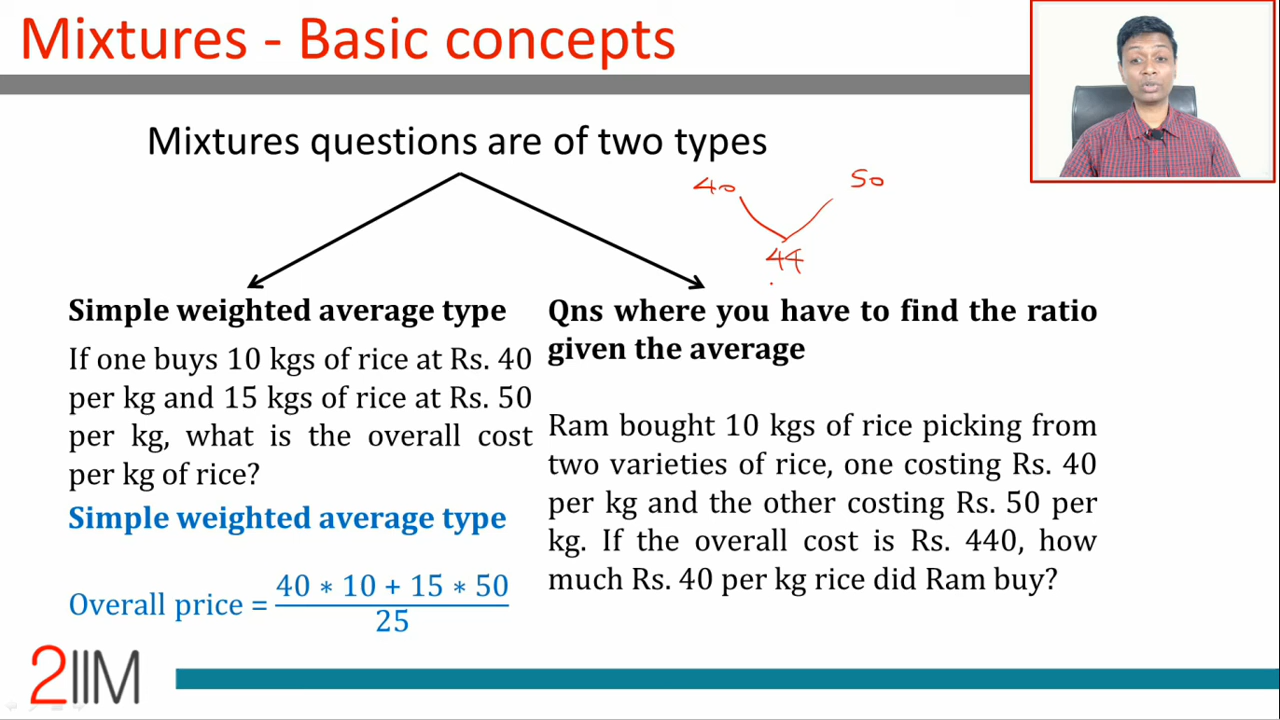 Mixtures - Basic concepts
Mixtures questions are of two types
40 50
44
Simple weighted average type
If one buys 10 kgs of rice at Rs. 40
per kg and 15 kgs of rice at Rs. 50
per kg, what is the overall cost
per kg of rice?
Simple weighted average type
Overall price = 40 ∗ 10 + 15 ∗ 50
25
Qns where you have to find the ratio
given the average
Ram bought 10 kgs of rice picking from
two varieties of rice, one costing Rs. 40
per kg and the other costing Rs. 50 per
kg. If the overall cost is Rs. 440, how
much Rs. 40 per kg rice did Ram buy?
2IIM